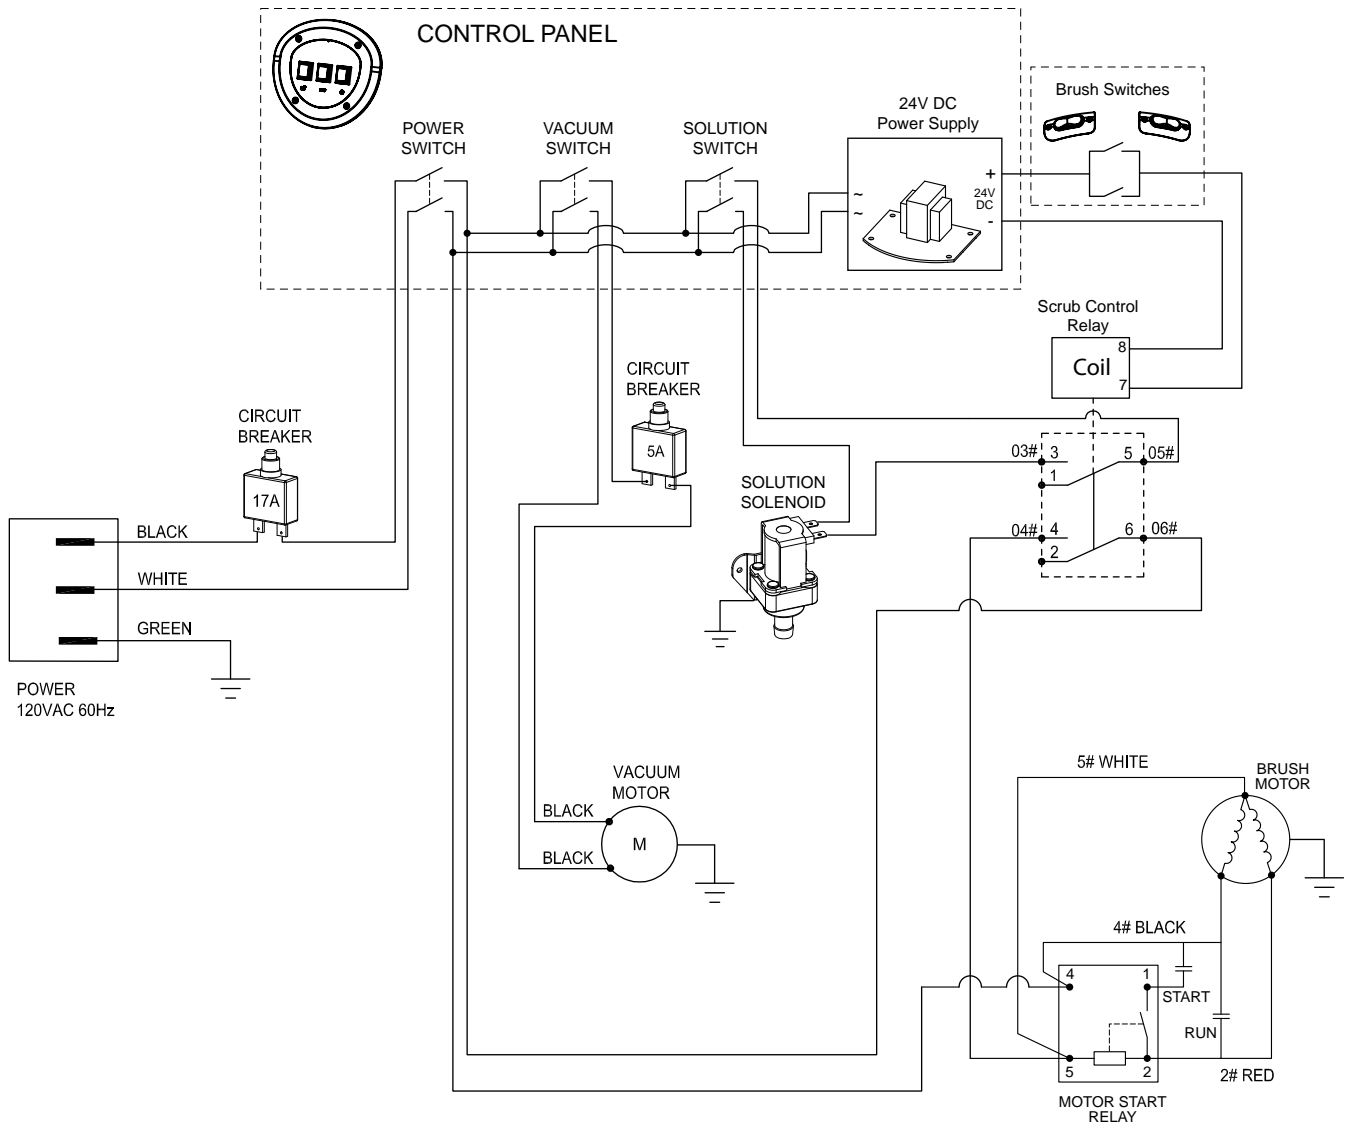 CONTROL PANEL
POWER
SWITCH
VACUUM
SWITCH
SOLUTION
SWITCH
24V DC
Power Supply
~
~
+
24V
DC
-
Brush Switches
Scrub Control
Relay
Coil
8
7
CIRCUIT
BREAKER
17A
CIRCUIT
BREAKER
5A
SOLUTION
SOLENOID
03#
3
5
05#
1
04#
4
6
06#
2
BLACK
WHITE
GREEN
POWER
120VAC 60Hz
VACUUM
MOTOR
BLACK
BLACK
M
5# WHITE
BRUSH
MOTOR
4# BLACK
4
1
START
RUN
5
2
2# RED
MOTOR START
RELAY